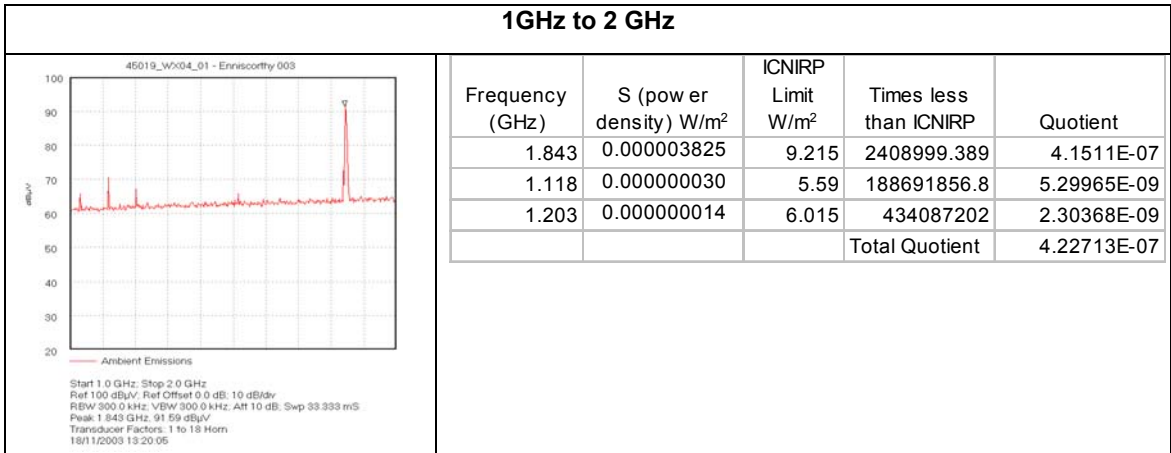 1GHz to 2 GHz
45019_WX04_01 - Enniscorthy 003
100
90
80
70
60
50
40
30
20
dBµV
Ambient Emissions
Start 1.0 GHz; Stop 2.0 GHz
Ref 100 dBµV; Ref Offset 0.0 dB; 10 dB/div
RBW 300.0 kHz; VBW 300.0 kHz; Att 10 dB; Swp 33.333 mS
Peak 1.843 GHz, 91.59 dBµV
Transducer Factors: 1 to 18 Horn
18/11/2003 13:20:05
Frequency (GHz) S (pow er density) W/m² ICNIRP Limit W/m² Times less than ICNIRP Quotient
1.843 0.000003825 9.215 2408999.389 4.1511E-07
1.118 0.000000030 5.59 188691856.8 5.29965E-09
1.203 0.000000014 6.015 434087202 2.30368E-09
Total Quotient 4.22713E-07